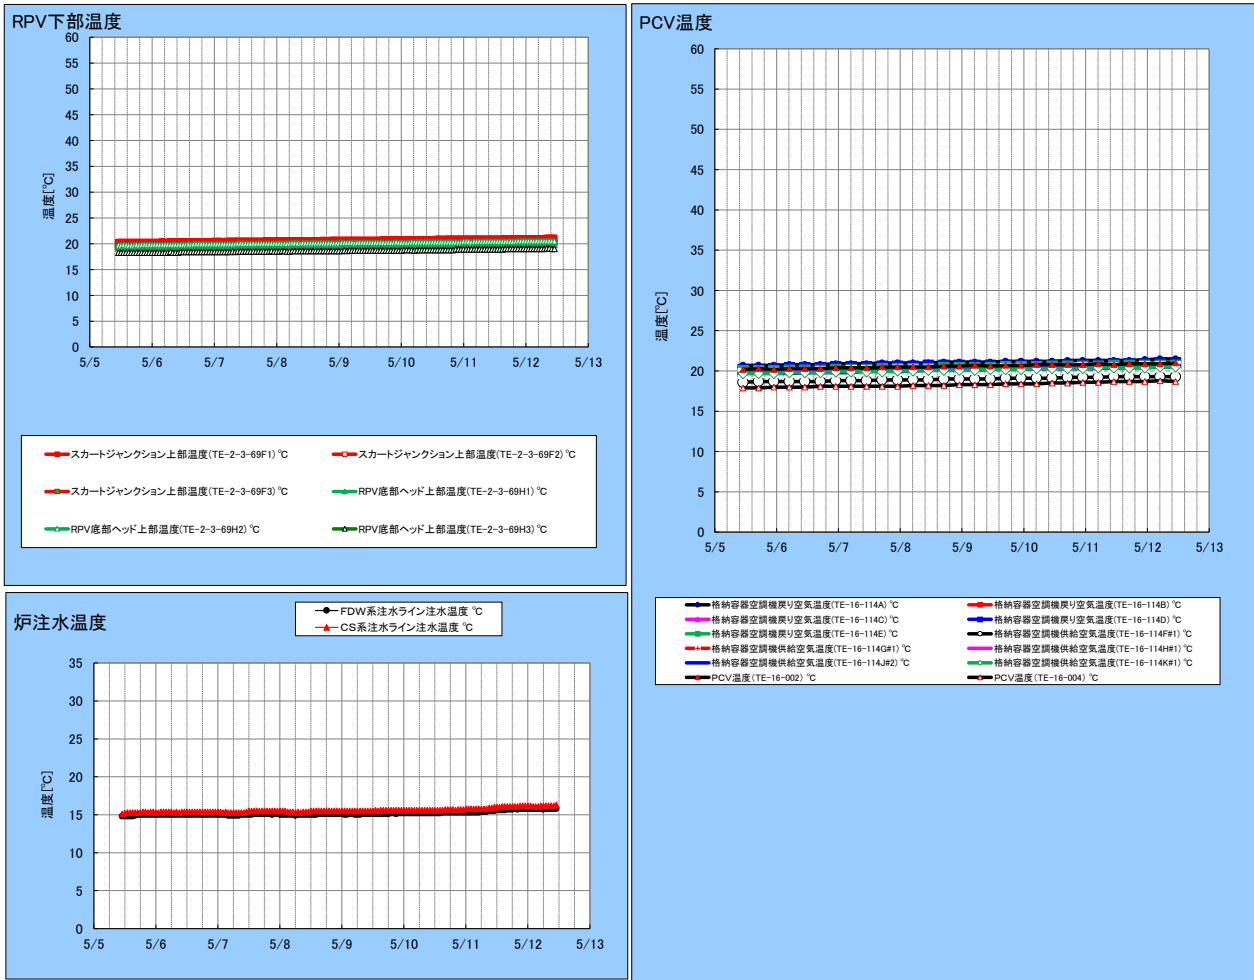 RPV下部温度
60
55
50
45
40
35
30
25
20
15
10
5
0
温度[℃]
5/5 5/6 5/7 5/8 5/9 5/10 5/11 5/12 5/13
スカートジャンクション上部温度(TE-2-3-69F1)℃ スカートジャンクション上部温度(TE-2-3-69F2)℃
スカートジャンクション上部温度(TE-2-3-69F3)℃ RPV底部ヘッド上部温度(TE-2-3-69H1)℃
RPV底部ヘッド上部温度(TE-2-3-69H2)℃ RPV底部ヘッド上部温度(TE-2-3-69H3)℃
PCV温度
60
55
50
45
40
35
30
25
20
15
10
5
0
温度[℃]
5/5 5/6 5/7 5/8 5/9 5/10 5/11 5/12 5/13
格納容器空調機戻り空気温度(TE-16-114A)℃ 格納容器空調機戻り空気温度(TE-16-114B)℃
格納容器空調機戻り空気温度(TE-16-114C)℃ 格納容器空調機戻り空気温度(TE-16-114D)℃
格納容器空調機戻り空気温度(TE-16-114E)℃ 格納容器空調機供給空気温度(TE-16-114F#1)℃
格納容器空調機供給空気温度(TE-16-114G#1)℃ 格納容器空調機供給空気温度(TE-16-114H#1)℃
格納容器空調機供給空気温度(TE-16-114J#2)℃ 格納容器空調機供給空気温度(TE-16-114K#1)℃
PCV温度(TE-16-002)℃ PCV温度(TE-16-004)℃
炉注水温度
FDW系注水ライン注水温度 ℃
CS系注水ライン注水温度 ℃
35
30
25
20
15
10
5
0
温度[℃]
5/5 5/6 5/7 5/8 5/9 5/10 5/11 5/12 5/13